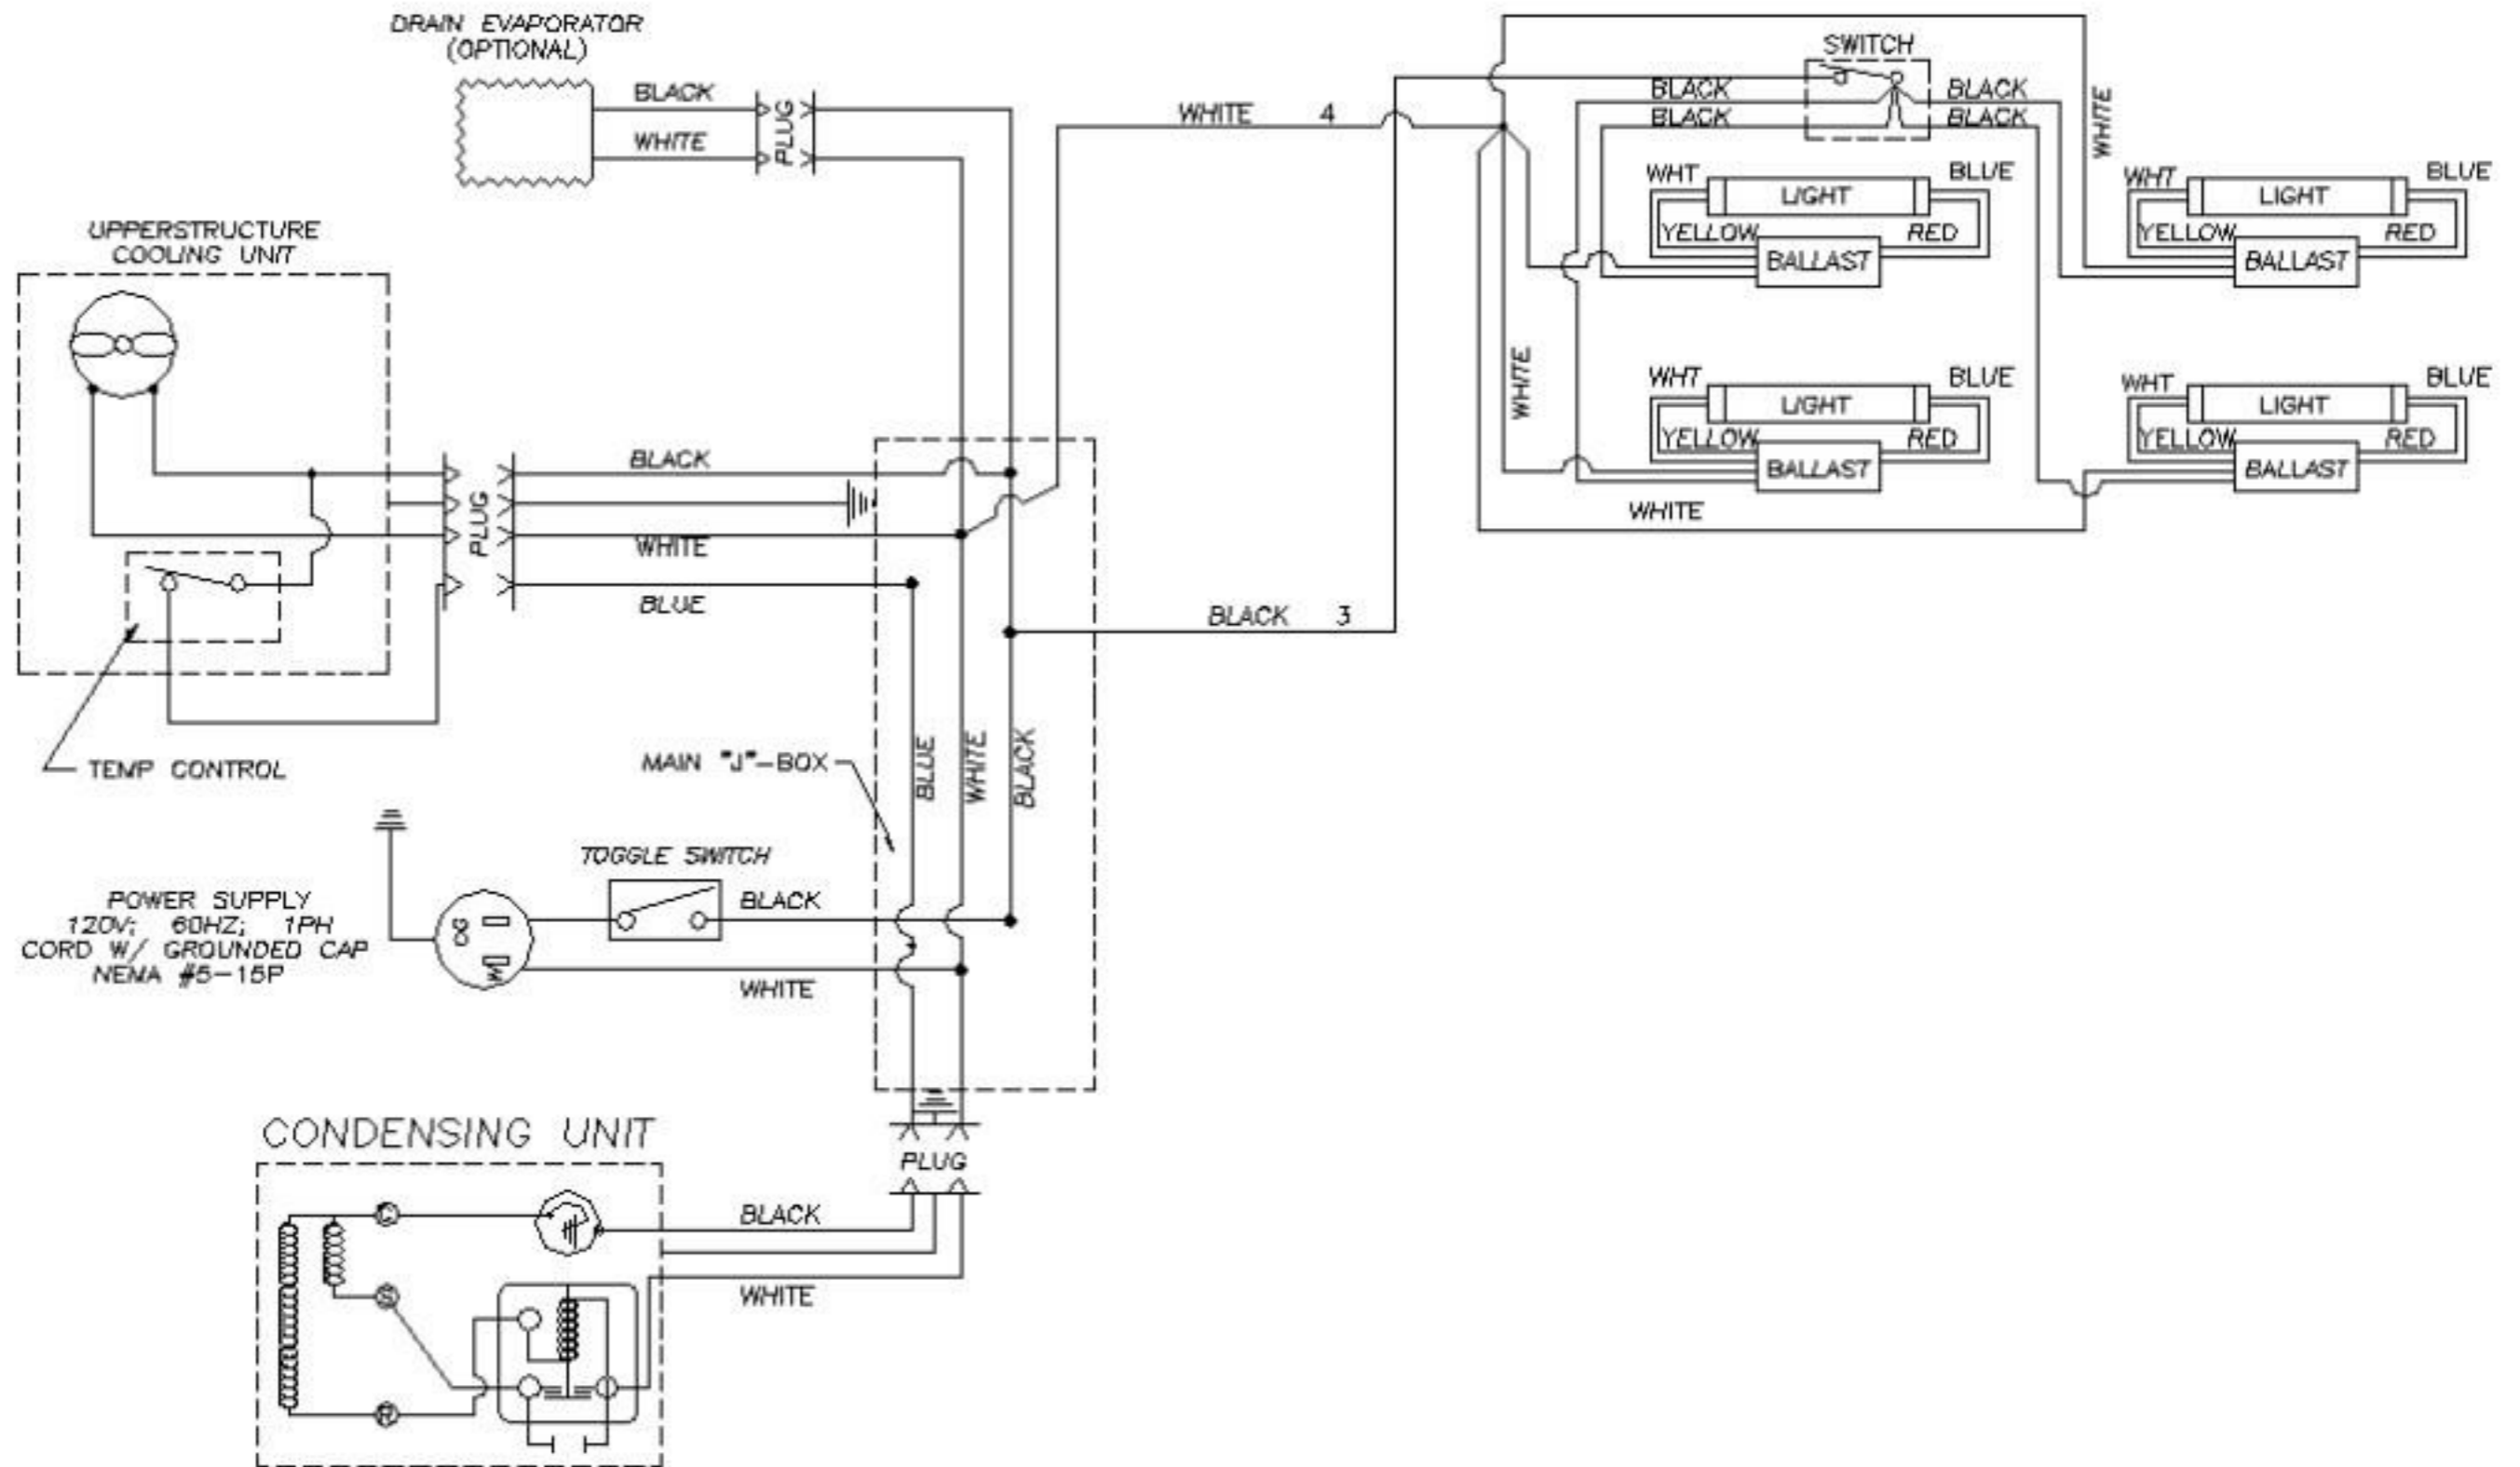 DRAIN EVAPORATOR
(OPTIONAL)
BLACK
WHITE
PLUG
UPPERSTRUCTURE
COOLING UNIT
BLACK
PLUG
WHITE
BLUE
TEMP CONTROL
MAIN "J"-BOX
BLUE
WHITE
BLACK
TOGGLE SWITCH
BLACK
POWER SUPPLY
120V; 60HZ; 1PH
CORD W/ GROUNDED CAP
NEMA #5-15P
G
W
WHITE
PLUG
CONDENSING UNIT
BLACK
WHITE
C
S
R
WHITE 4
BLACK 3
SWITCH
BLACK
BLACK
BLACK
BLACK
WHITE
WHT
LIGHT
BLUE
YELLOW
RED
BALLAST
WHT
LIGHT
BLUE
YELLOW
RED
BALLAST
WHITE
WHT
LIGHT
BLUE
YELLOW
RED
BALLAST
WHT
LIGHT
BLUE
YELLOW
RED
BALLAST
WHITE